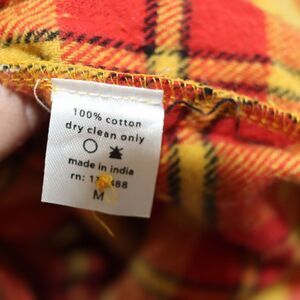 100% cotton
dry clean only
made in india
rn:
M